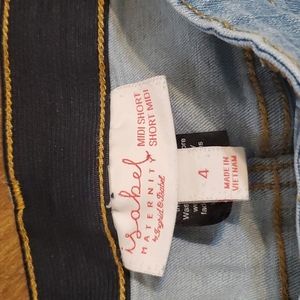 isabel
MATERNITY
by Ingrid & Isabel
MIDI SHORT
SHORT MIDI
4
MADE IN
VIETNAM